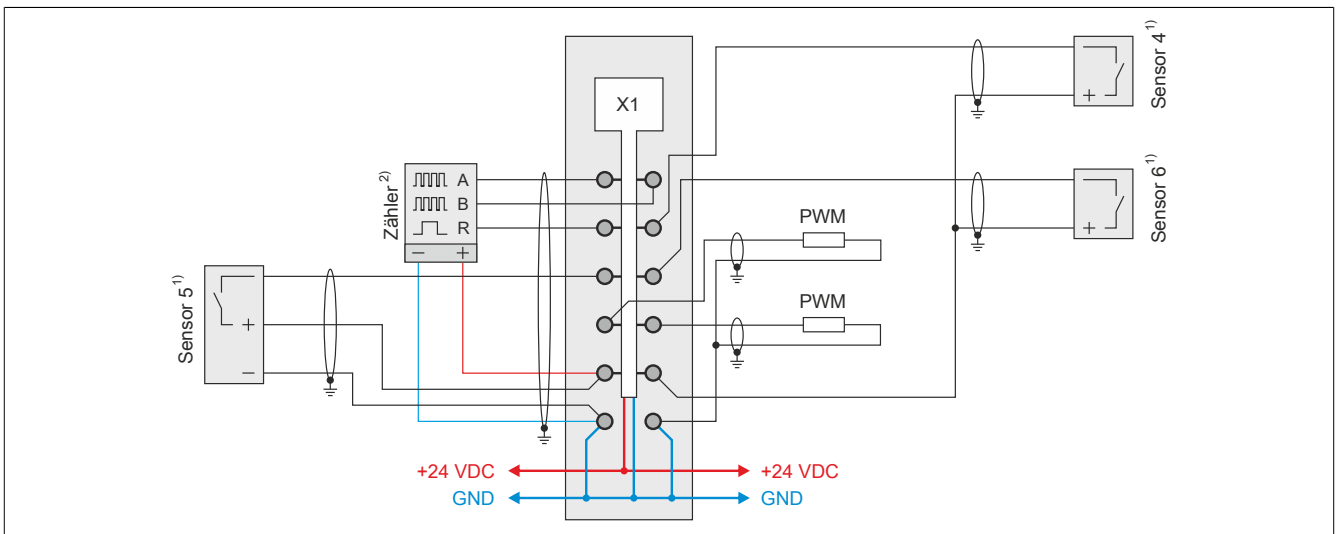 X1
Sensor 4 1)
+
Zähler 2)
A
B
R
− +
Sensor 6 1)
+
PWM
Sensor 5 1)
+
−
PWM
+24 VDC
+24 VDC
GND
GND